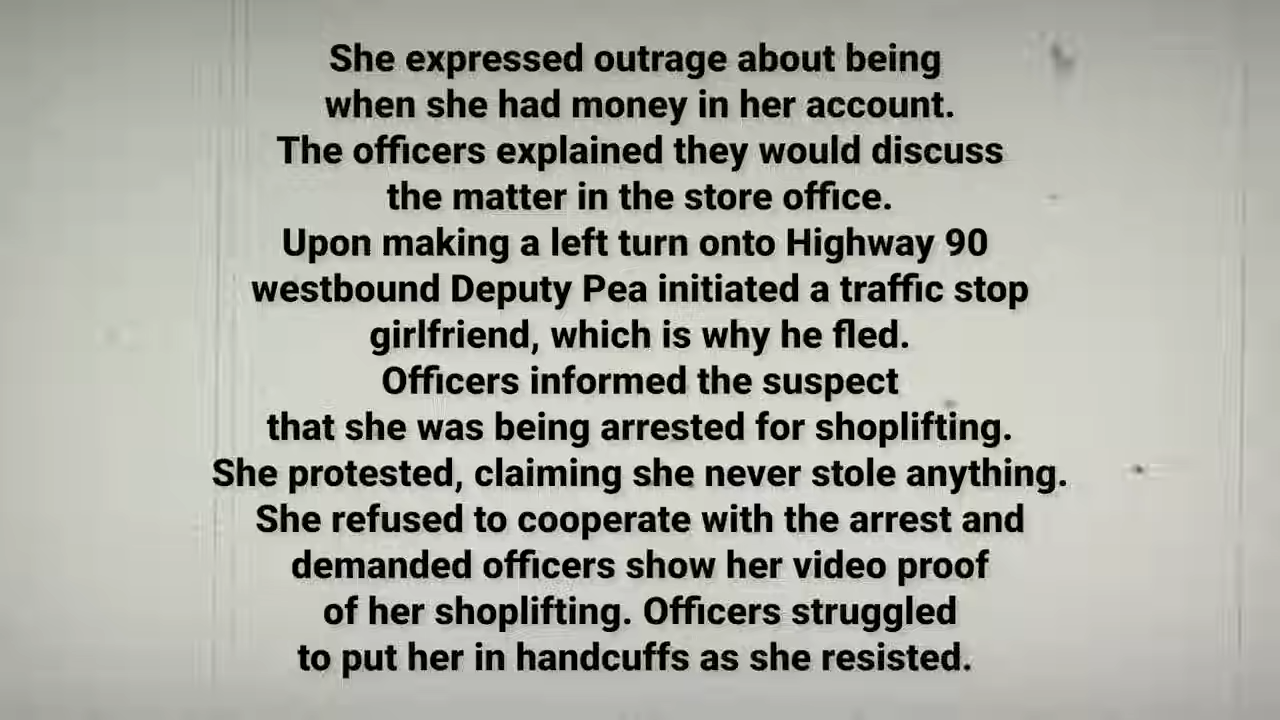 She expressed outrage about being
when she had money in her account.
The officers explained they would discuss
the matter in the store office.
Upon making a left turn onto Highway 90
westbound Deputy Pea initiated a traffic stop
girlfriend, which is why he fled.
Officers informed the suspect
that she was being arrested for shoplifting.
She protested, claiming she never stole anything.
She refused to cooperate with the arrest and
demanded officers show her video proof
of her shoplifting. Officers struggled
to put her in handcuffs as she resisted.